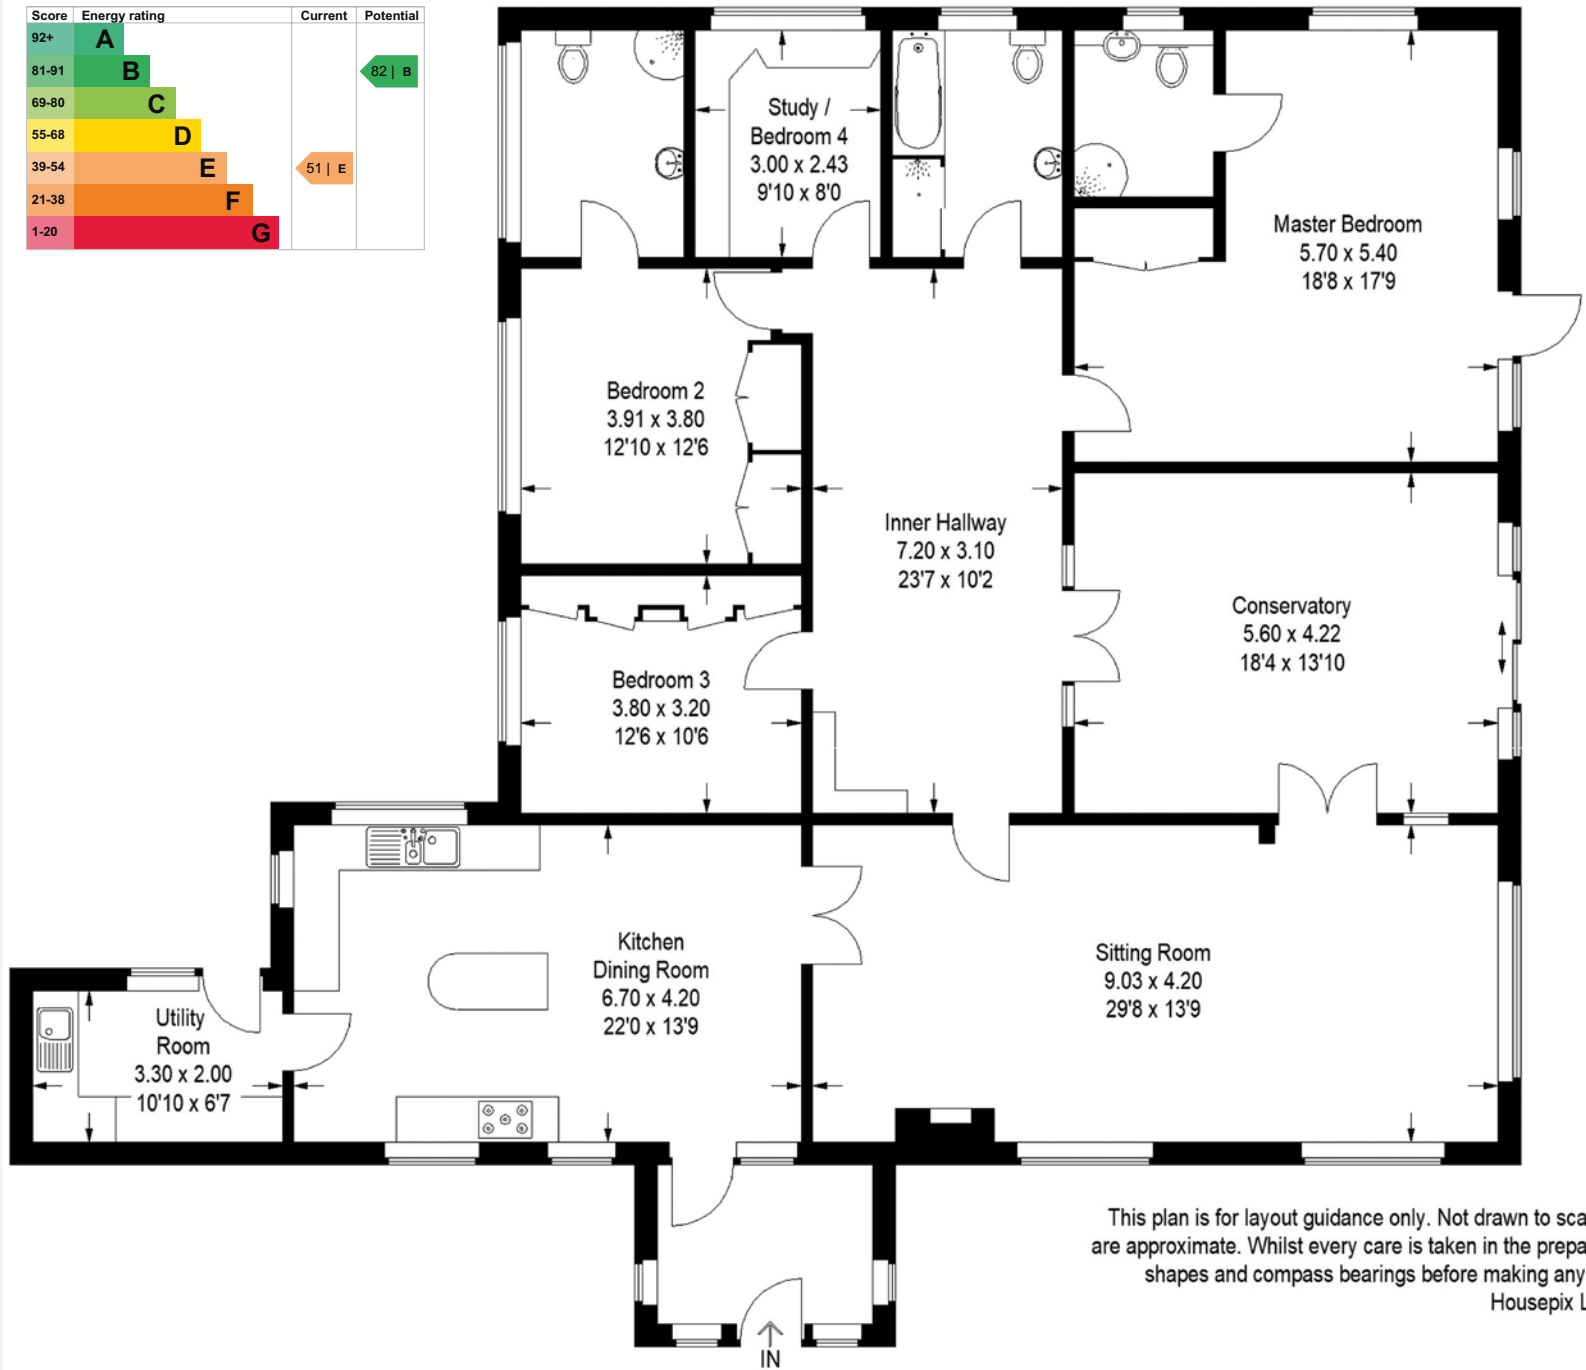 Score Energy rating Current Potential
92+ A
81-91 B 82 | B
69-80 C
55-68 D
39-54 E 51 | E
21-38 F
1-20 G
Study /
Bedroom 4
3.00 x 2.43
9'10 x 8'0
Master Bedroom
5.70 x 5.40
18'8 x 17'9
Bedroom 2
3.91 x 3.80
12'10 x 12'6
Inner Hallway
7.20 x 3.10
23'7 x 10'2
Conservatory
5.60 x 4.22
18'4 x 13'10
Bedroom 3
3.80 x 3.20
12'6 x 10'6
Kitchen
Dining Room
6.70 x 4.20
22'0 x 13'9
Sitting Room
9.03 x 4.20
29'8 x 13'9
Utility
Room
3.30 x 2.00
10'10 x 6'7
IN
This plan is for layout guidance only. Not drawn to sca
are approximate. Whilst every care is taken in the prepa
shapes and compass bearings before making any
Housepix L